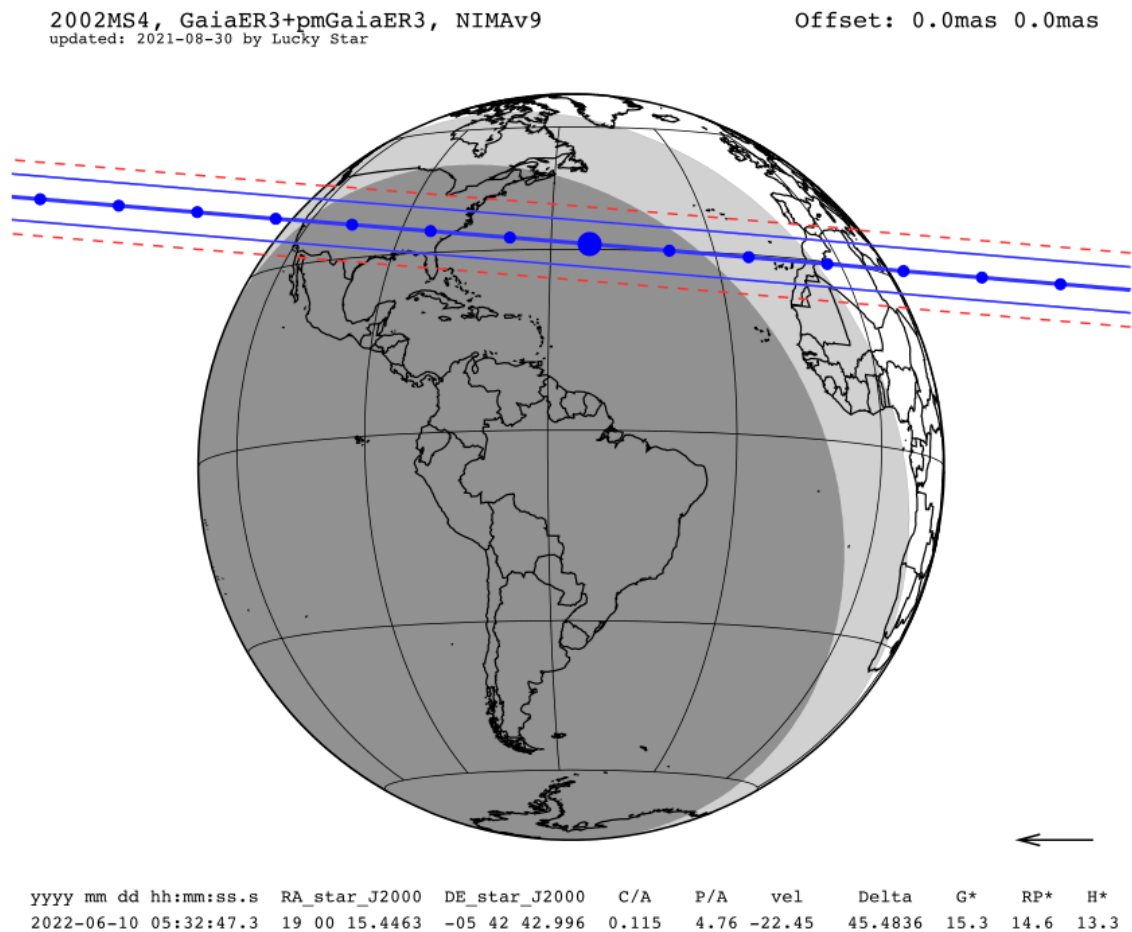 2002MS4, GaiaER3+pmGaiaER3, NIMAv9 Offset: 0.0mas 0.0mas
updated: 2021-08-30 by Lucky Star
yyyy mm dd hh:mm:ss.s RA_star_J2000 DE_star_J2000 C/A P/A vel Delta G* RP* H*
2022-06-10 05:32:47.3 19 00 15.4463 -05 42 42.996 0.115 4.76 -22.45 45.4836 15.3 14.6 13.3